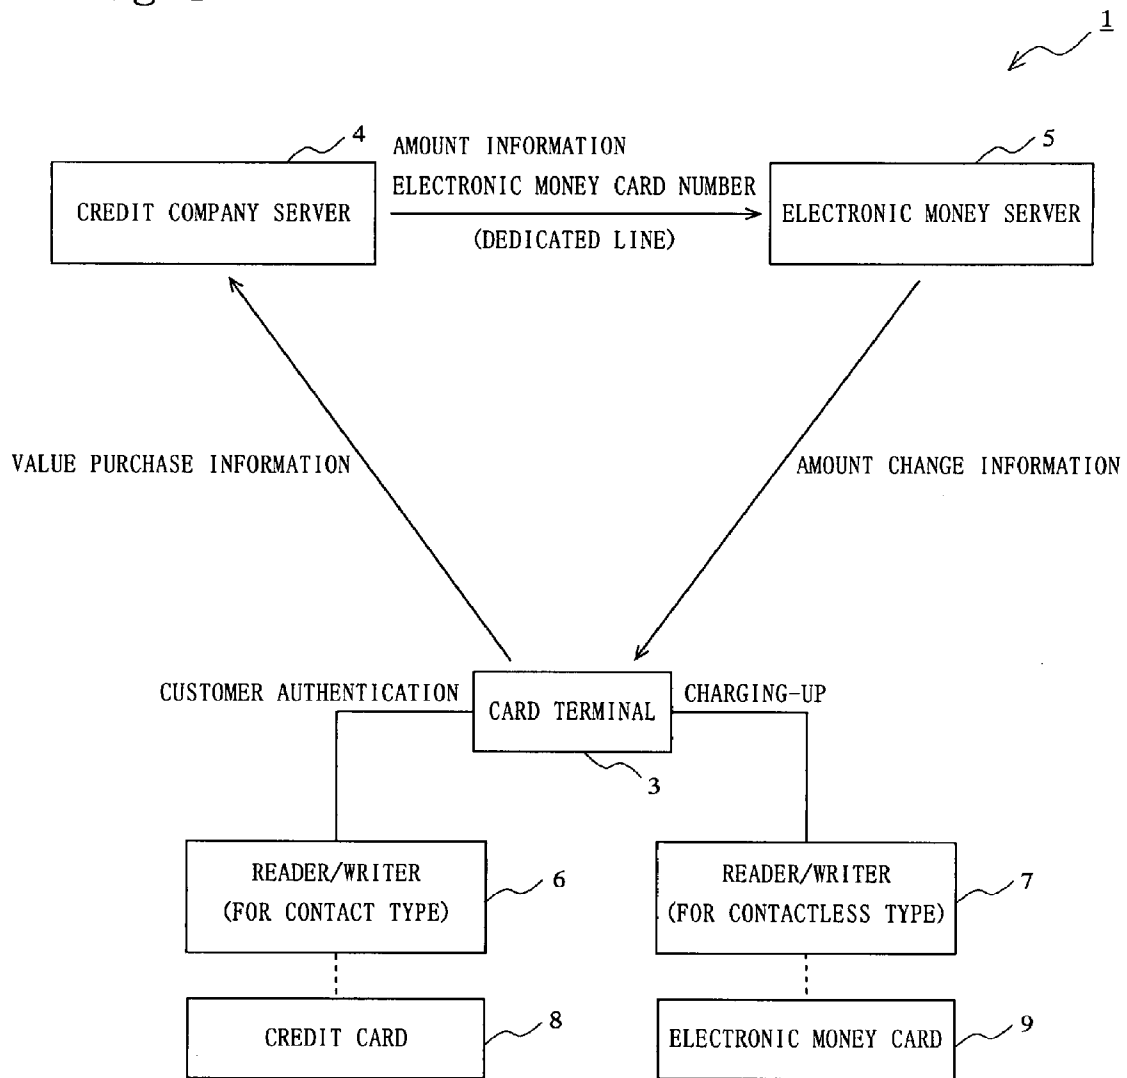 1
4
AMOUNT INFORMATION
5
ELECTRONIC MONEY CARD NUMBER
CREDIT COMPANY SERVER
ELECTRONIC MONEY SERVER
(DEDICATED LINE)
VALUE PURCHASE INFORMATION
AMOUNT CHANGE INFORMATION
CUSTOMER AUTHENTICATION
CHARGING-UP
CARD TERMINAL
3
READER/WRITER
(FOR CONTACT TYPE)
6
READER/WRITER
(FOR CONTACTLESS TYPE)
7
CREDIT CARD
8
ELECTRONIC MONEY CARD
9